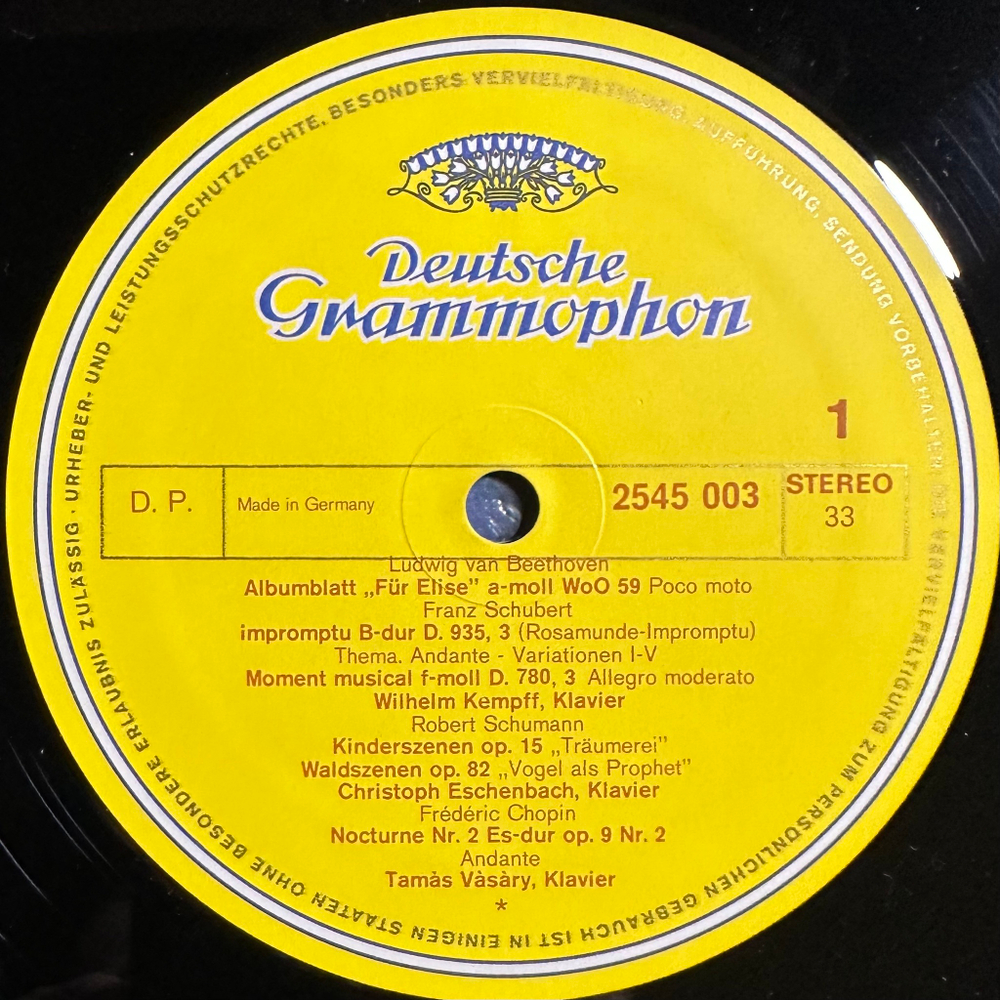 URHEBER- UND LEISTUNGSSCHUTZRECHTE, BESONDERS VERVIELFÄLTIGUNG, AUFFÜHRUNG, SENDUNG VORBEHALTEN · DIE VERVIELFÄLTIGUNG ZUM PERSÖNLICHEN GEBRAUCH IST IN EINIGEN STAATEN OHNE BESONDERE ERLAUBNIS ZULÄSSIG ·
Deutsche
Grammophon
1
D. P.
Made in Germany
2545 003
STEREO
33
Ludwig van Beethoven
Albumblatt „Für Elise” a-moll WoO 59 Poco moto
Franz Schubert
impromptu B-dur D. 935, 3 (Rosamunde-Impromptu)
Thema. Andante - Variationen I-V
Moment musical f-moll D. 780, 3 Allegro moderato
Wilhelm Kempff, Klavier
Robert Schumann
Kinderszenen op. 15 „Träumerei”
Waldszenen op. 82 „Vogel als Prophet”
Christoph Eschenbach, Klavier
Frédéric Chopin
Nocturne Nr. 2 Es-dur op. 9 Nr. 2
Andante
Tamàs Vàsàry, Klavier
*